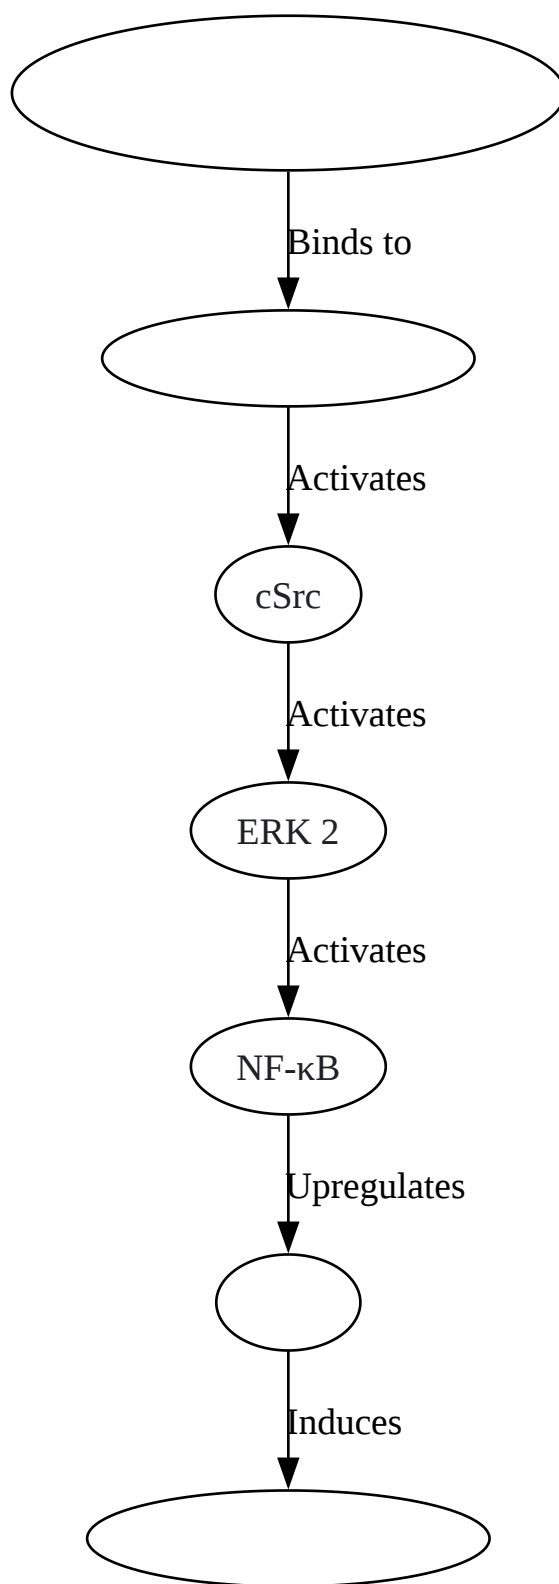 Binds to
Activates
cSrc
Activates
ERK 2
Activates
NF-κB
Upregulates
Induces